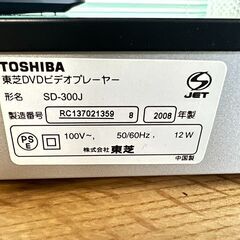 TOSHIBA
東芝DVDビデオプレーヤー
形名 SD-300J
製造番号 RC137021359 8 2008 年製
100V~, 50/60Hz, 12W
株式会社 東芝
中国製
PS E
S JET